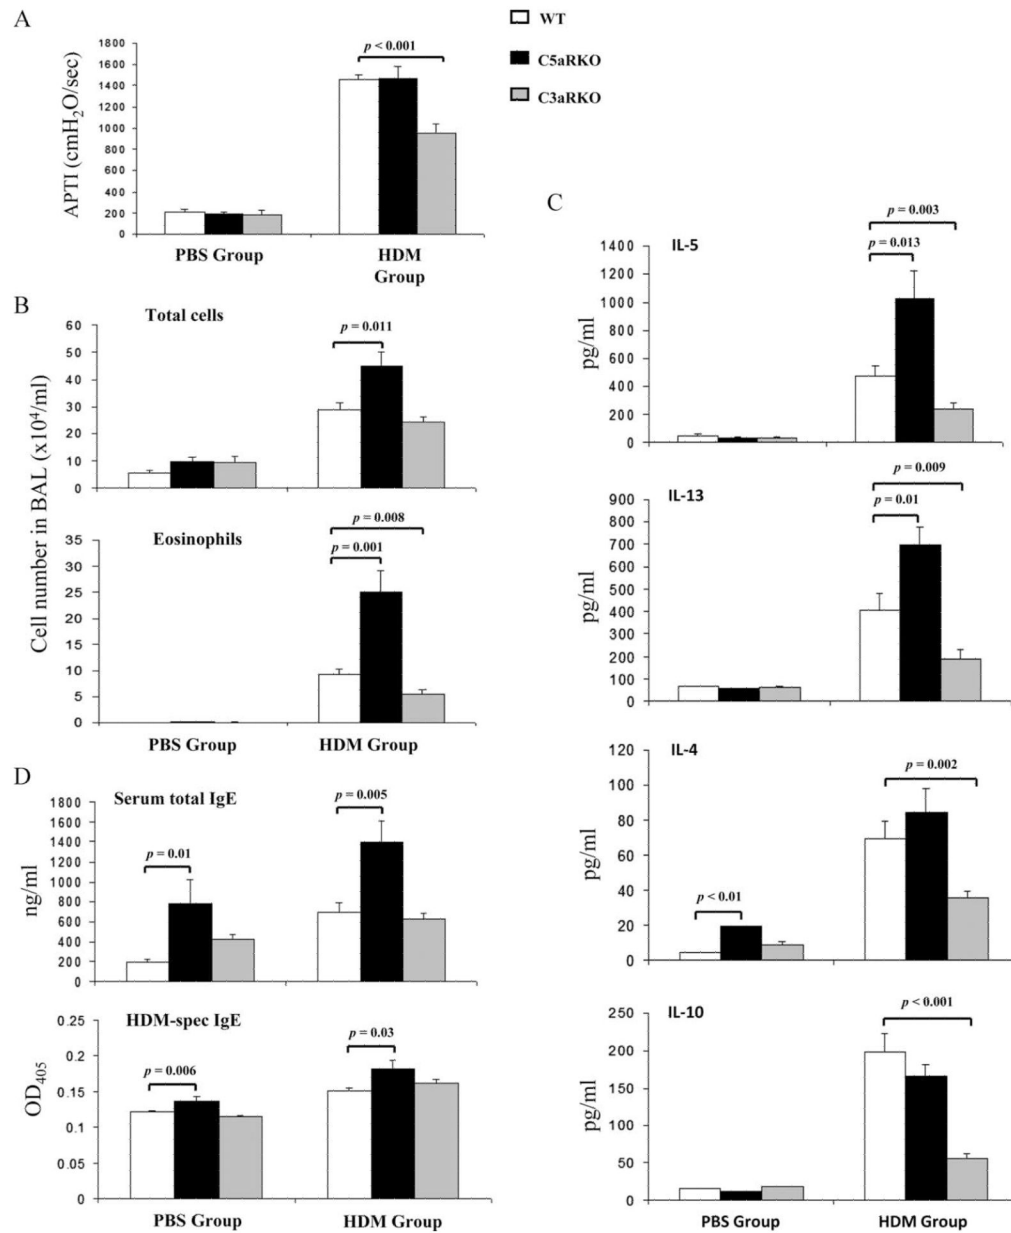 A
WT
C5aRKO
C3aRKO
APTI (cmH2O/sec)
1800
1600
1400
1200
1000
800
600
400
200
0
p < 0.001
PBS Group
HDM
Group
B
Cell number in BAL (x10⁴/ml)
Total cells
60
50
40
30
20
10
0
p = 0.011
Eosinophils
35
30
25
20
15
10
5
0
p = 0.008
p = 0.001
PBS Group
HDM Group
C
IL-5
pg/ml
1400
1200
1000
800
600
400
200
0
p = 0.003
p = 0.013
IL-13
pg/ml
900
800
700
600
500
400
300
200
100
0
p = 0.009
p = 0.01
IL-4
pg/ml
120
100
80
60
40
20
0
p < 0.01
p = 0.002
IL-10
pg/ml
250
200
150
100
50
0
p < 0.001
PBS Group
HDM Group
D
Serum total IgE
ng/ml
1800
1600
1400
1200
1000
800
600
400
200
0
p = 0.01
p = 0.005
HDM-spec IgE
OD405
0.25
0.2
0.15
0.1
0.05
0
p = 0.006
p = 0.03
PBS Group
HDM Group